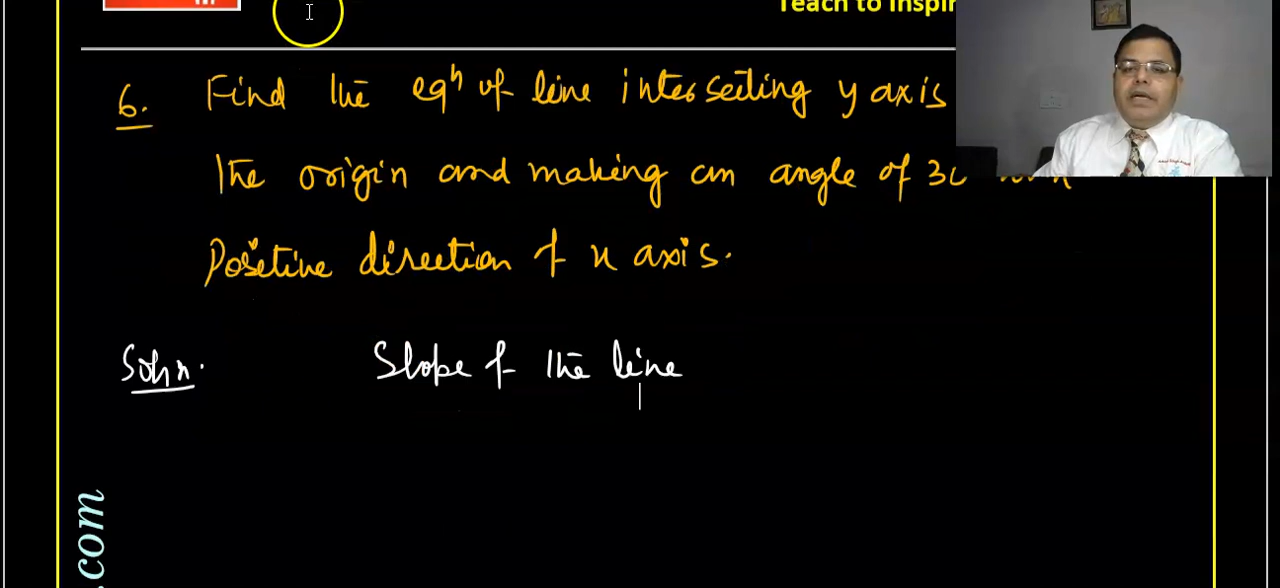 Teach to Inspir
6. Find the eqn of line intersecting y axis
the origin and making an angle of 30
Positive direction of x axis.
Soln. Slope of the line
.com